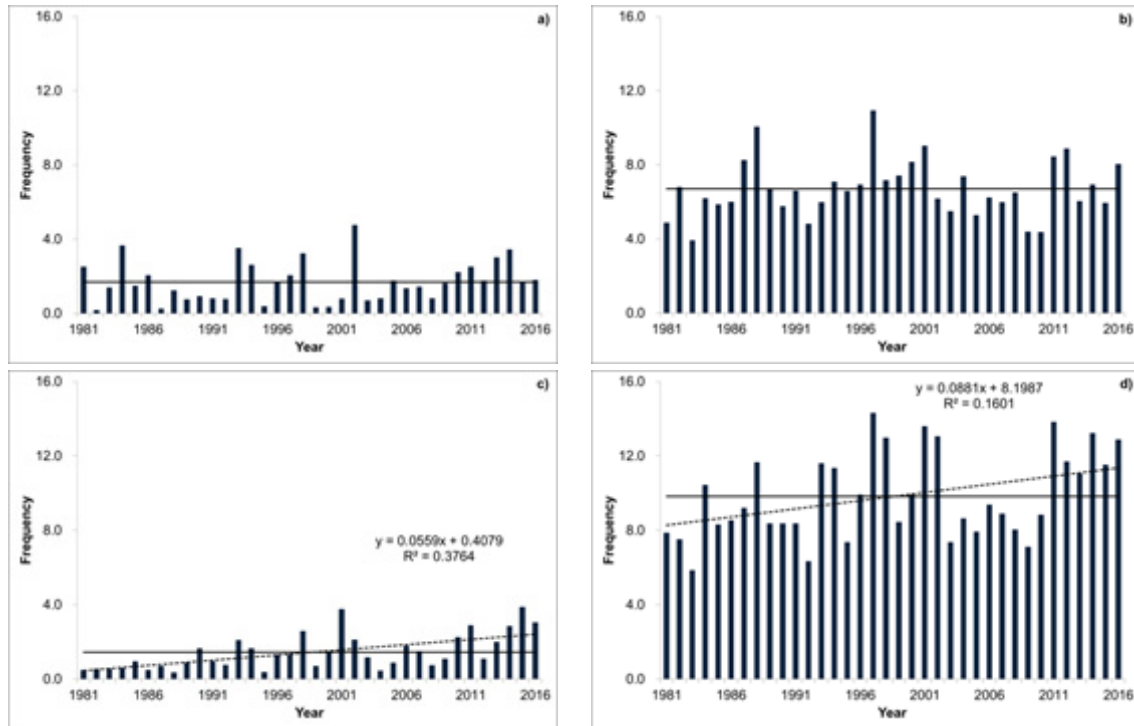 a)
16.0
12.0
8.0
4.0
0.0
Frequency
1981 1986 1991 1996 2001 2006 2011 2016
Year
b)
16.0
12.0
8.0
4.0
0.0
Frequency
1981 1986 1991 1996 2001 2006 2011 2016
Year
c)
16.0
12.0
8.0
4.0
0.0
Frequency
y = 0.0559x + 0.4079
R² = 0.3764
1981 1986 1991 1996 2001 2006 2011 2016
Year
d)
16.0
12.0
8.0
4.0
0.0
Frequency
y = 0.0881x + 8.1987
R² = 0.1601
1981 1986 1991 1996 2001 2006 2011 2016
Year